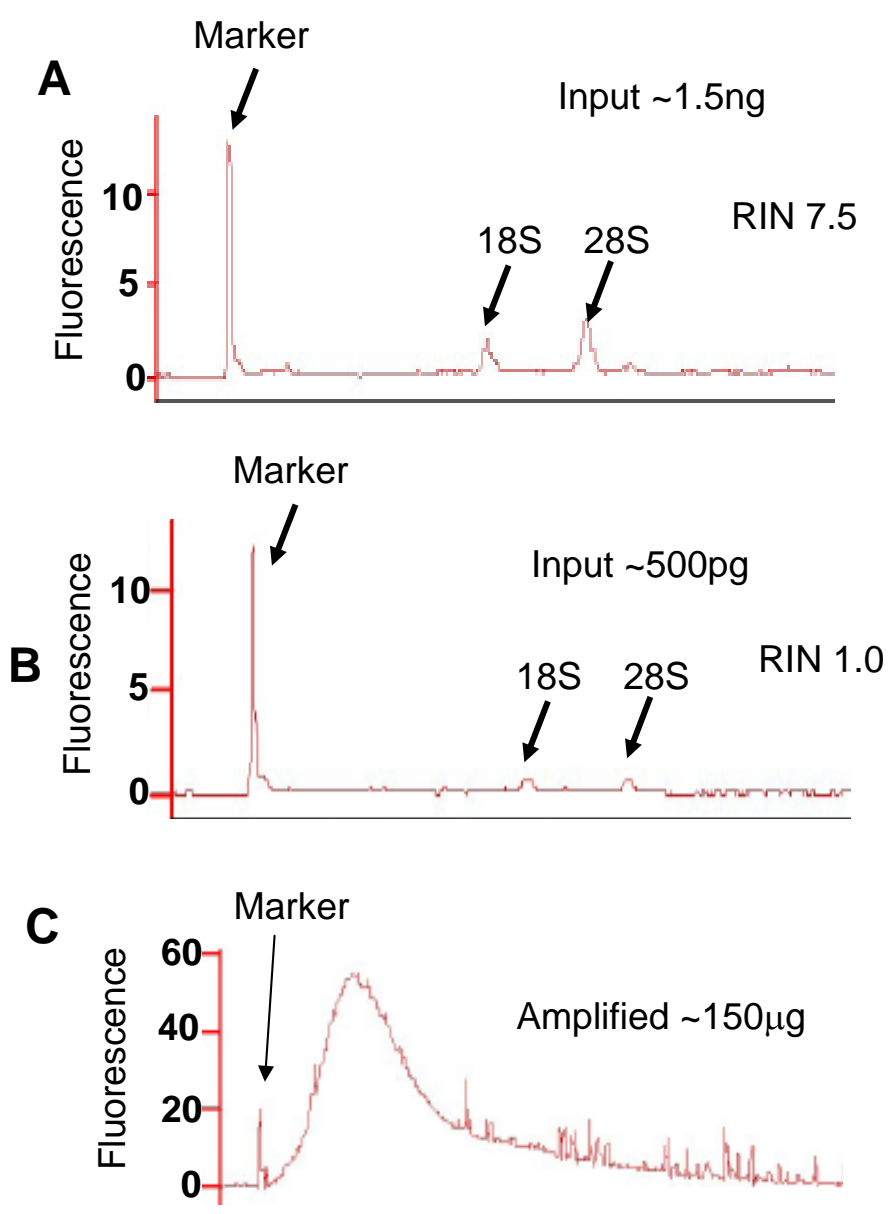 Marker
A
Input ~1.5ng
Fluorescence
10
RIN 7.5
18S 28S
5
0
Marker
Input ~500pg
Fluorescence
10
B
RIN 1.0
18S 28S
5
0
Marker
C
60
Fluorescence
Amplified ~150μg
40
20
0